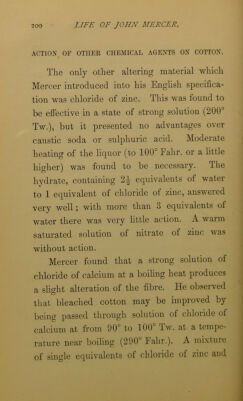 200 LIFE OF JOHN MERCER.
ACTION OF OTHER CHEMICAL AGENTS ON COTTON.
The only other altering material which
Mercer introduced into his English specifica-
tion was chloride of zinc. This was found to
be effective in a state of strong solution (200°
Tw.), but it presented no advantages over
caustic soda or sulphuric acid. Moderate
heating of the liquor (to 100° Fahr. or a little
higher) was found to be necessary. The
hydrate, containing 2½ equivalents of water
to 1 equivalent of chloride of zinc, answered
very well; with more than 3 equivalents of
water there was very little action. A warm
saturated solution of nitrate of zinc was
without action.
Mercer found that a strong solution of
chloride of calcium at a boiling heat produces
a slight alteration of the fibre. He observed
that bleached cotton may be improved by
being passed through solution of chloride of
calcium at from 90° to 100° Tw. at a tempe-
rature near boiling (290° Fahr.). A mixture
of single equivalents of chloride of zinc and